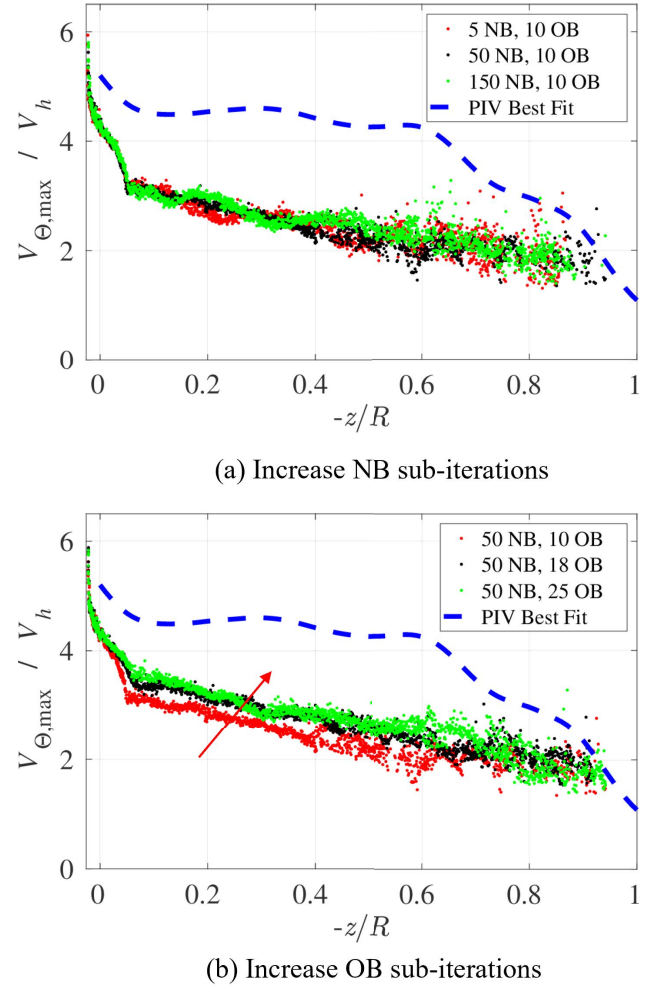 6
4
2
0
V_Θ,max / V_h
5 NB, 10 OB
50 NB, 10 OB
150 NB, 10 OB
PIV Best Fit
0 0.2 0.4 0.6 0.8 1
-z/R
(a) Increase NB sub-iterations
6
4
2
0
V_Θ,max / V_h
50 NB, 10 OB
50 NB, 18 OB
50 NB, 25 OB
PIV Best Fit
0 0.2 0.4 0.6 0.8 1
-z/R
(b) Increase OB sub-iterations